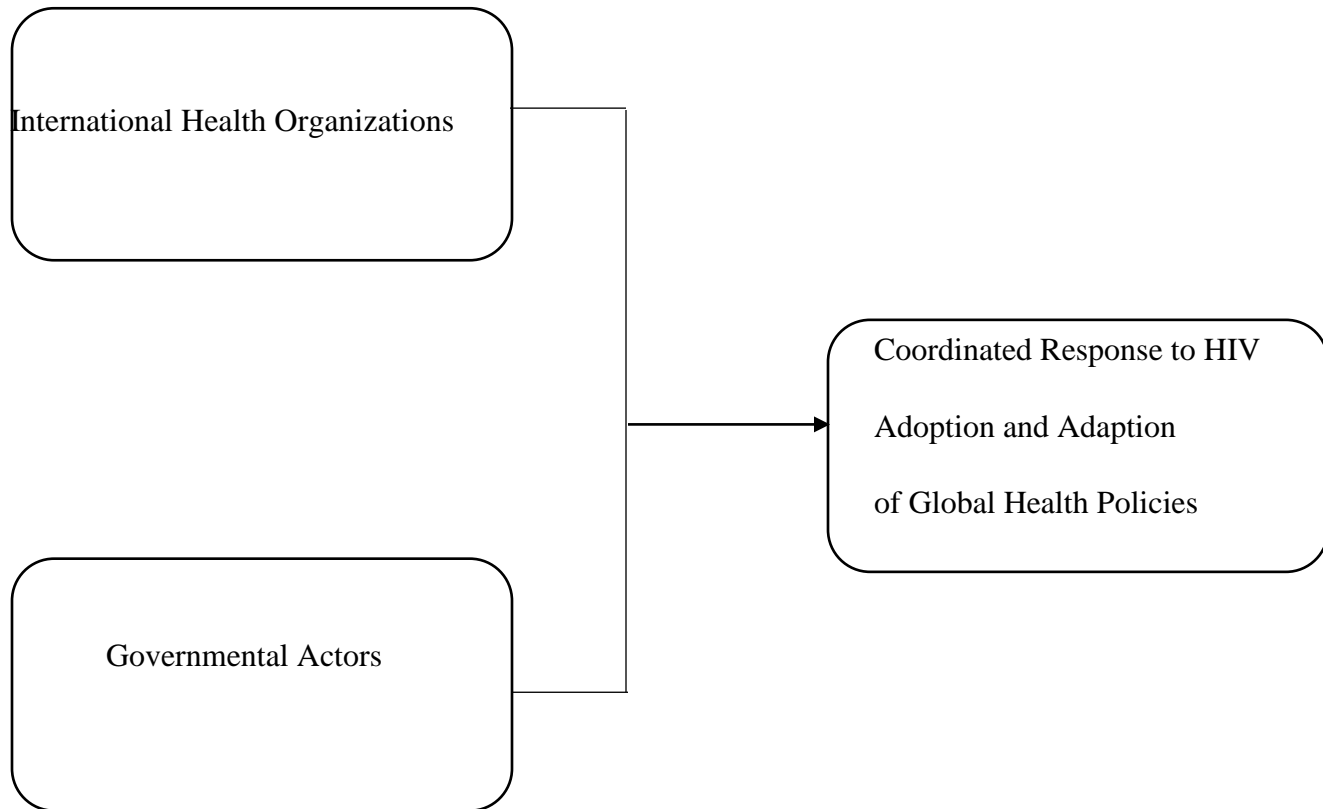 International Health Organizations
Coordinated Response to HIV
Adoption and Adaption
of Global Health Policies
Governmental Actors